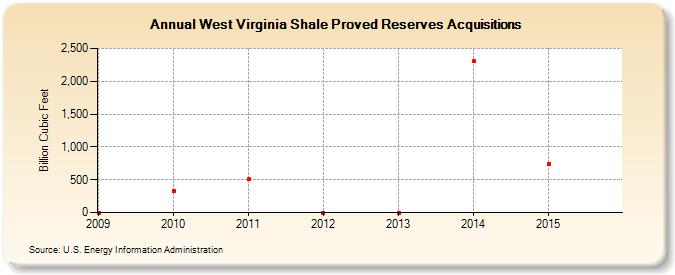 Annual West Virginia Shale Proved Reserves Acquisitions
Billion Cubic Feet
2,500
2,000
1,500
1,000
500
0
2009 2010 2011 2012 2013 2014 2015
Source: U.S. Energy Information Administration